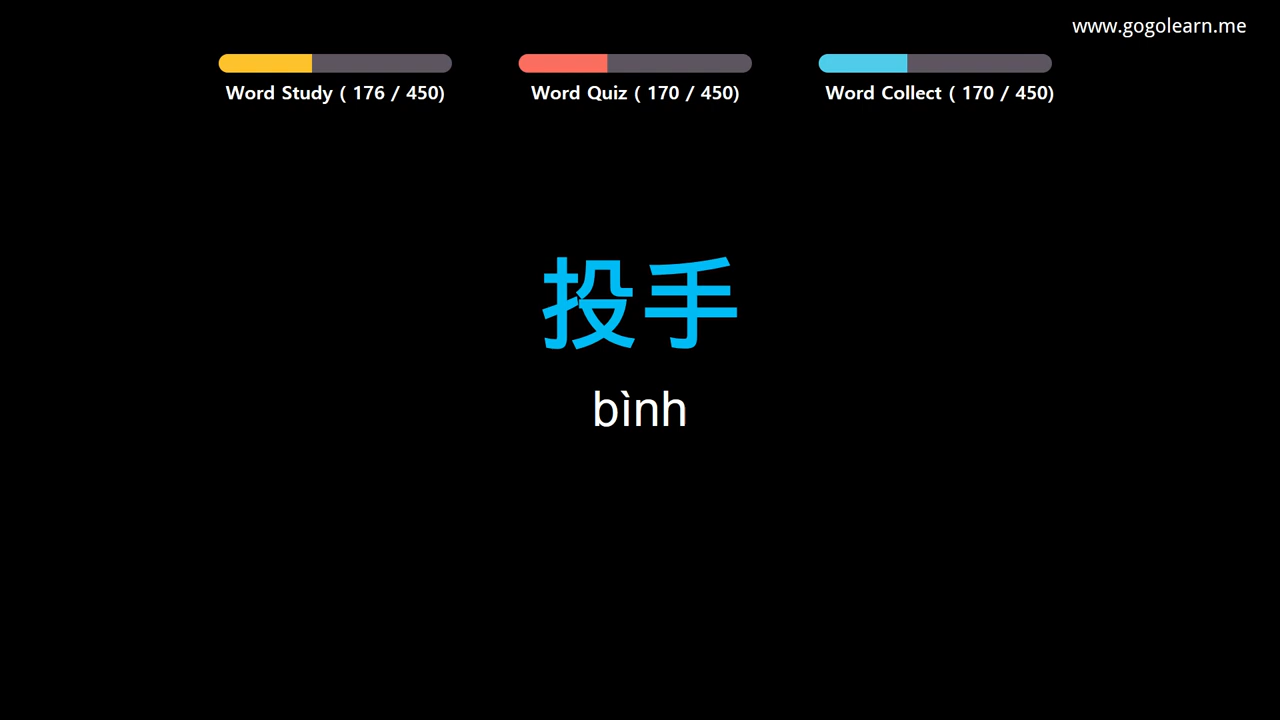 www.gogolearn.me
Word Study ( 176 / 450)
Word Quiz ( 170 / 450)
Word Collect ( 170 / 450)
投手
bình